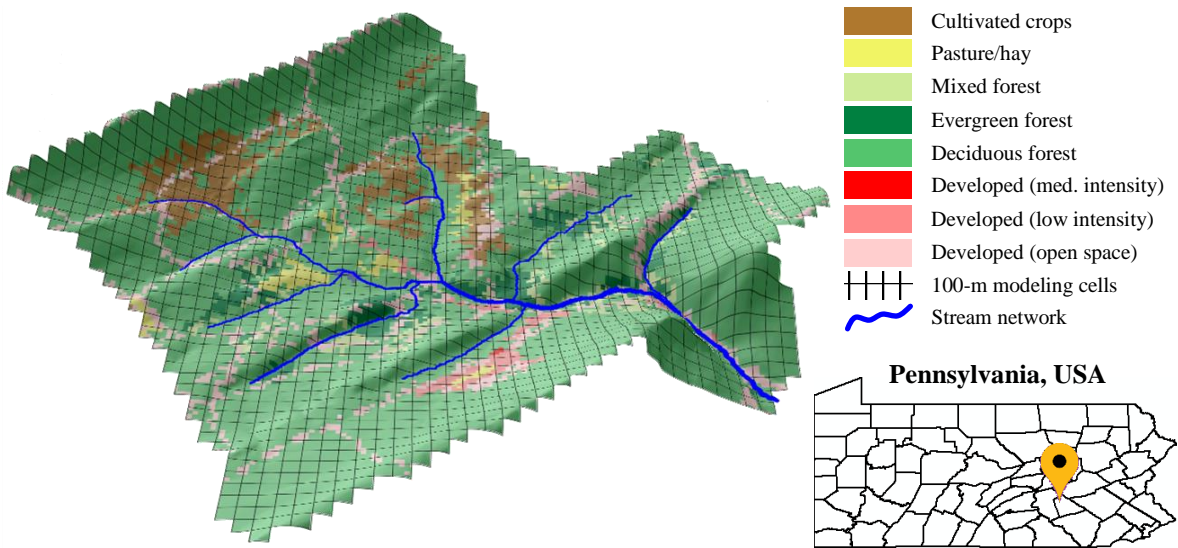 Cultivated crops
Pasture/hay
Mixed forest
Evergreen forest
Deciduous forest
Developed (med. intensity)
Developed (low intensity)
Developed (open space)
100-m modeling cells
Stream network
Pennsylvania, USA